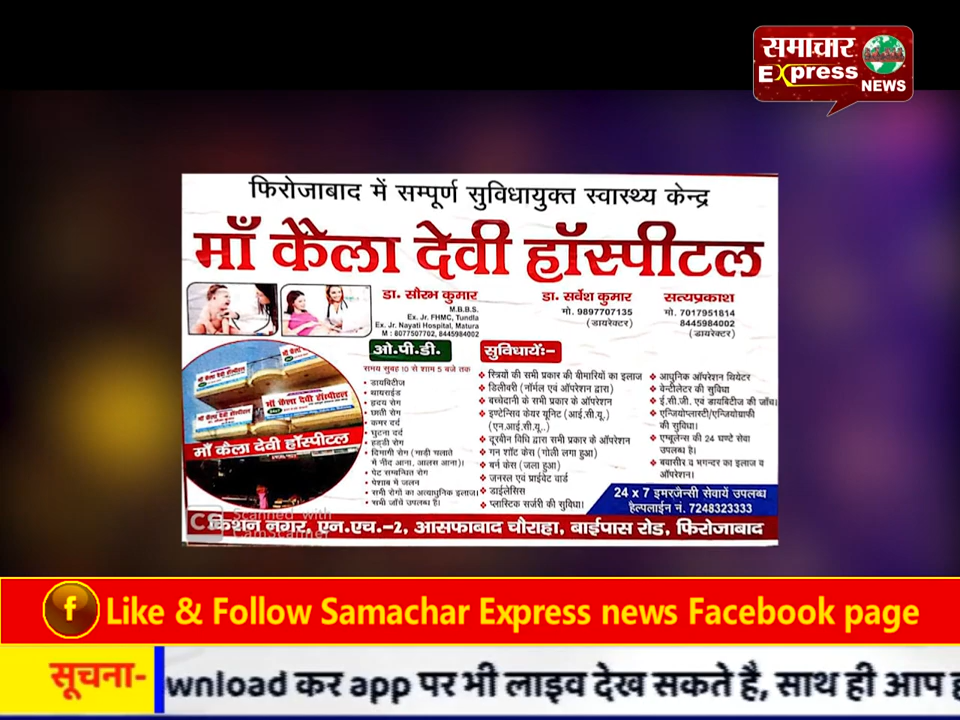 समाचार
Express
NEWS
फिरोजाबाद में सम्पूर्ण सुविधायुक्त स्वास्थ्य केन्द्र
माँ कैला देवी हॉस्पीटल
डा. सौरभ कुमार
M.B.B.S.
Ex. Jr. FHMC, Tundla
Ex. Jr. Nayati Hospital, Matura
M : 8077507702, 8445984002
डा. सर्वेश कुमार
मो. 9897707135
(डायरेक्टर)
सत्यप्रकाश
मो. 7017951814
8445984002
(डायरेक्टर)
ओ.पी.डी.
समय सुबह 10 से शाम 5 बजे तक
डायबिटीज
थायराईड
हृदय रोग
छाती रोग
कमर दर्द
घुटना दर्द
हड्डी रोग
दिमागी रोग (गाड़ी चलाते
में नींद आना, आलस आना)।
पेट सम्बन्धित रोग
पेशाब में जलन
सभी रोगों का अत्याधुनिक इलाज।
सभी जाँचें उपलब्ध हैं।
सुविधायें:-
स्त्रियों की सभी प्रकार की बीमारियों का इलाज
डिलीवरी (नॉर्मल एवं ऑपरेशन द्वारा)
बच्चेदानी के सभी प्रकार के ऑपरेशन
इण्टेन्सिव केयर यूनिट (आई.सी.यू.)
(एन.आई.सी.यू..)
दूरबीन विधि द्वारा सभी प्रकार के ऑपरेशन
गन शॉट केस (गोली लगा हुआ)
बर्न केस (जला हुआ)
जनरल एवं प्राईवेट वार्ड
डाईलेसिस
प्लास्टिक सर्जरी की सुविधा।
आधुनिक ऑपरेशन थियेटर
वेन्टीलेटर की सुविधा
ई.सी.जी. एवं डायबिटीज की जाँच।
एन्जियोप्लास्टी/एन्जियोग्राफी
की सुविधा।
एम्बूलेन्स की 24 घण्टे सेवा
उपलब्ध है।
बवासीर व भगन्दर का इलाज व
ऑपरेशन।
माँ कैला देवी हॉस्पीटल
माँ कैला देवी हॉस्पीटल
24 x 7 इमरजेन्सी सेवायें उपलब्ध
हैल्पलाईन नं. 7248323333
CS Scanned with
CamScanner
किशन नगर, एन.एच.-2, आसफाबाद चौराहा, बाईपास रोड, फिरोजाबाद
f Like & Follow Samachar Express news Facebook page
सूचना-
wnload कर app पर भी लाइव देख सकते है, साथ ही आप